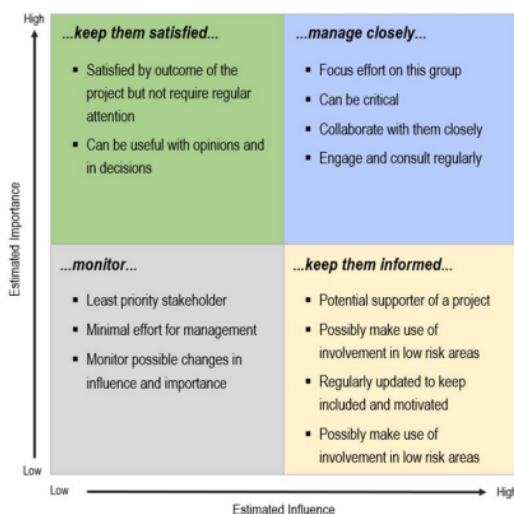 High
Estimated Importance
Low
...keep them satisfied...
▪ Satisfied by outcome of the
project but not require regular
attention
▪ Can be useful with opinions and
in decisions
...manage closely...
▪ Focus effort on this group
▪ Can be critical
▪ Collaborate with them closely
▪ Engage and consult regularly
...monitor...
▪ Least priority stakeholder
▪ Minimal effort for management
▪ Monitor possible changes in
influence and importance
...keep them informed...
▪ Potential supporter of a project
▪ Possibly make use of
involvement in low risk areas
▪ Regularly updated to keep
included and motivated
▪ Possibly make use of
involvement in low risk areas
Low
High
Estimated Influence